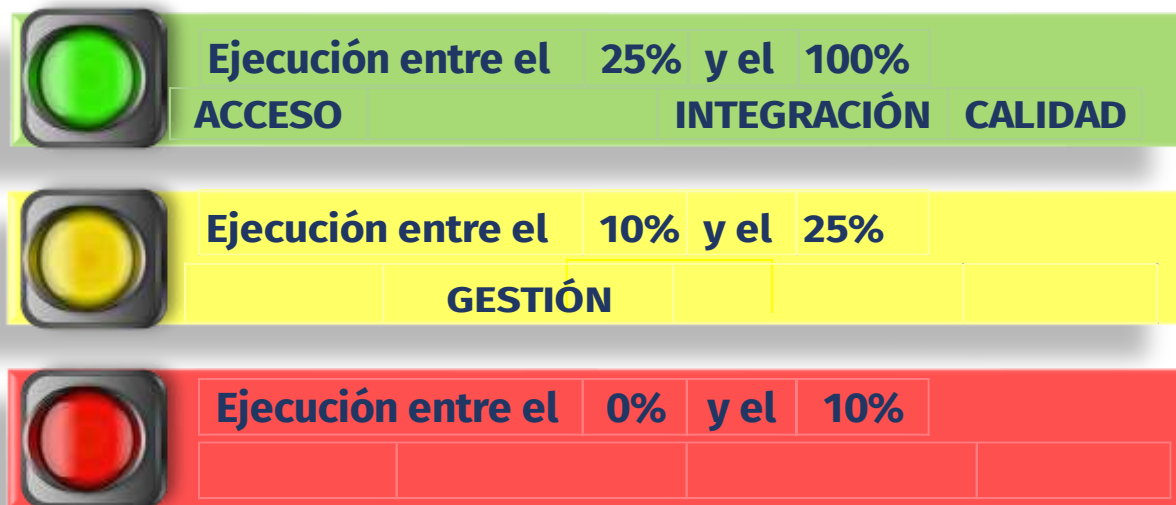 Ejecución entre el 25% y el 100%
ACCESO INTEGRACIÓN CALIDAD
Ejecución entre el 10% y el 25%
GESTIÓN
Ejecución entre el 0% y el 10%